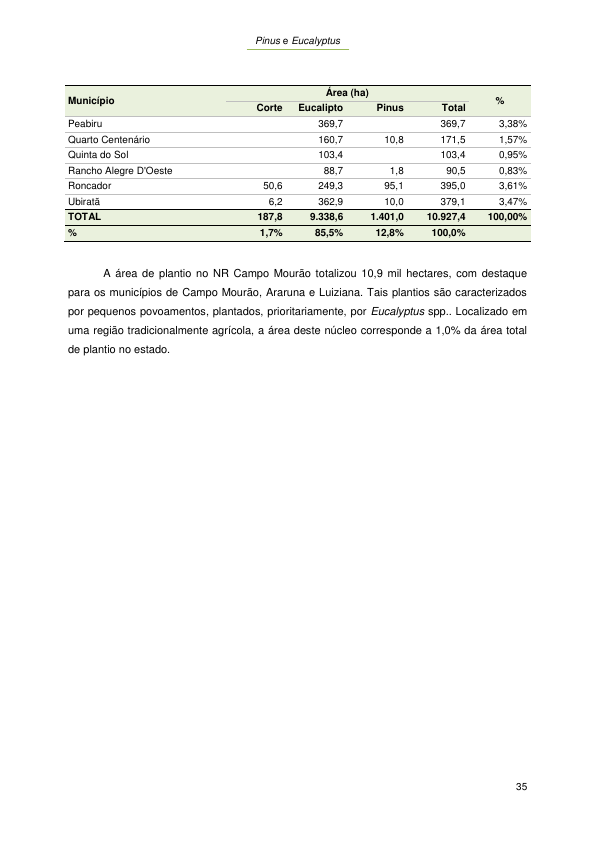 Pinus e Eucalyptus
Município Área (ha) %
Corte Eucalipto Pinus Total
Peabiru 369,7 369,7 3,38%
Quarto Centenário 160,7 10,8 171,5 1,57%
Quinta do Sol 103,4 103,4 0,95%
Rancho Alegre D'Oeste 88,7 1,8 90,5 0,83%
Roncador 50,6 249,3 95,1 395,0 3,61%
Ubiratã 6,2 362,9 10,0 379,1 3,47%
TOTAL 187,8 9.338,6 1.401,0 10.927,4 100,00%
% 1,7% 85,5% 12,8% 100,0%
A área de plantio no NR Campo Mourão totalizou 10,9 mil hectares, com destaque
para os municípios de Campo Mourão, Araruna e Luiziana. Tais plantios são caracterizados
por pequenos povoamentos, plantados, prioritariamente, por Eucalyptus spp.. Localizado em
uma região tradicionalmente agrícola, a área deste núcleo corresponde a 1,0% da área total
de plantio no estado.
35